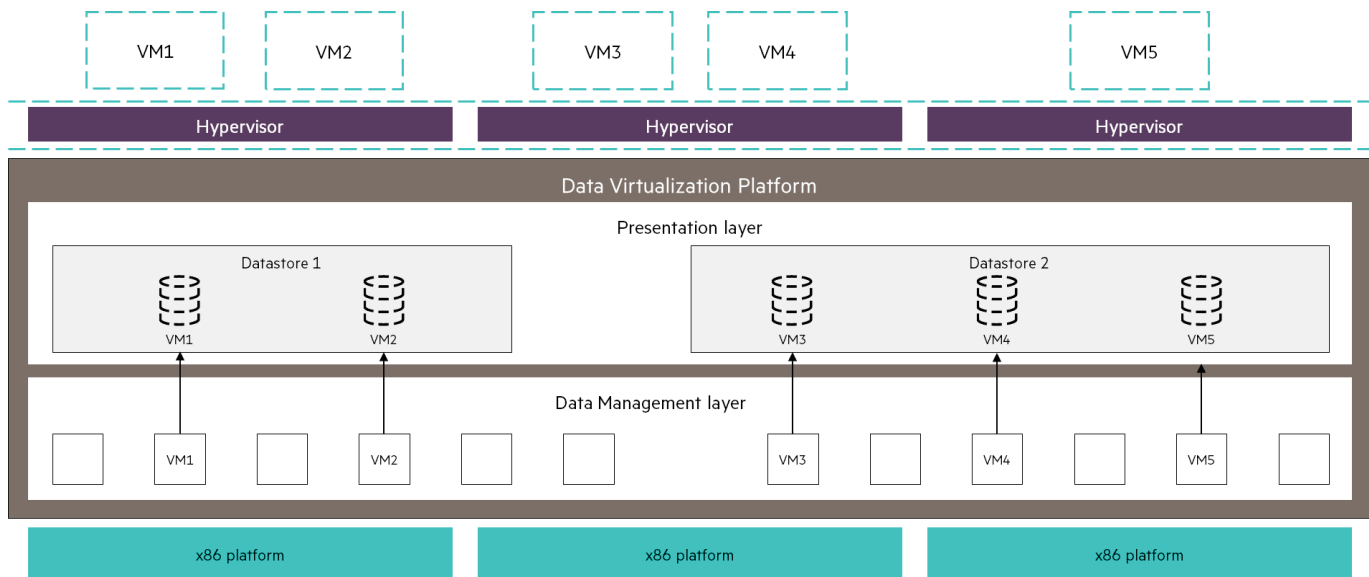 VM1 VM2 VM3 VM4 VM5
Hypervisor Hypervisor Hypervisor
Data Virtualization Platform
Presentation layer
Datastore 1 Datastore 2
VM1 VM2 VM3 VM4 VM5
Data Management layer
VM1 VM2 VM3 VM4 VM5
x86 platform x86 platform x86 platform